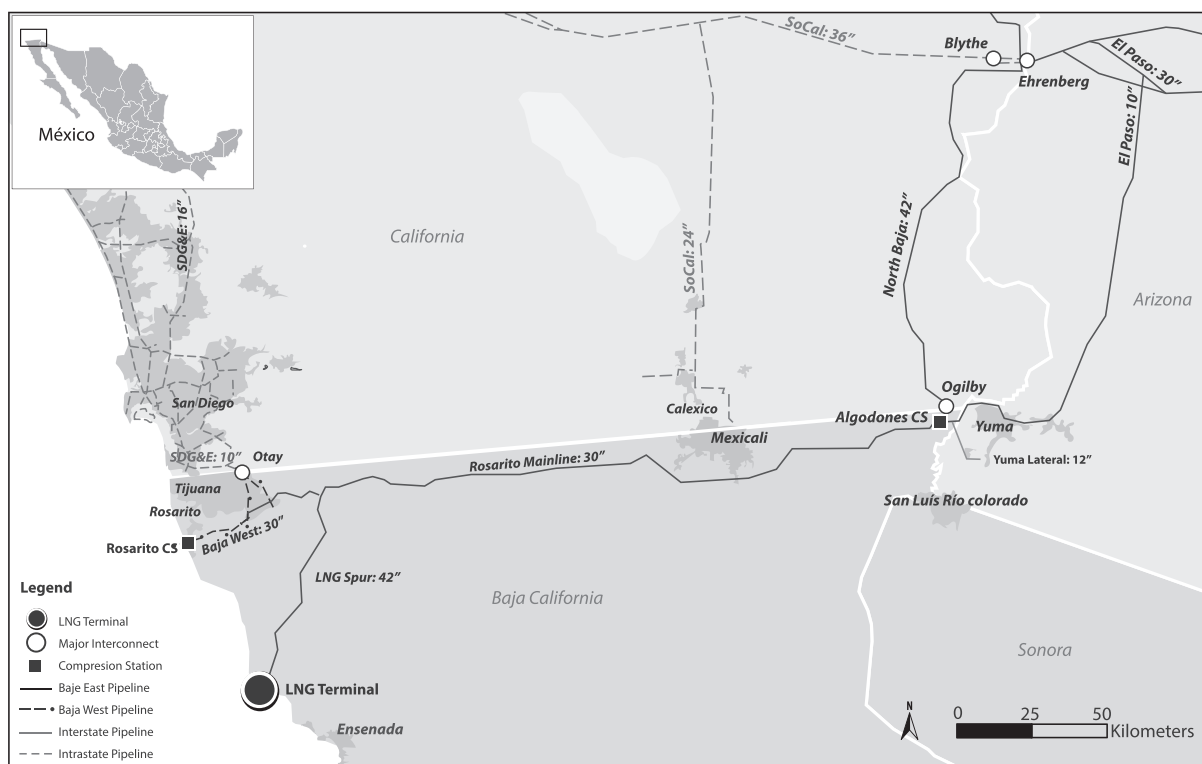 SoCal: 36”
Blythe
Ehrenberg
El Paso: 30”
El Paso: 10”
México
SDG&E: 16”
California
SoCal: 24”
North Baja: 42”
Arizona
San Diego
Calexico
Ogilby
Algodones CS
Yuma
Mexicali
SDG&E: 10”
Otay
Rosarito Mainline: 30”
Yuma Lateral: 12”
Tijuana
Rosarito
San Luís Río colorado
Baja West: 30”
Rosarito CS
LNG Spur: 42”
Baja California
Sonora
Legend
LNG Terminal
Major Interconnect
Compresion Station
Baje East Pipeline
Baja West Pipeline
Interstate Pipeline
Intrastate Pipeline
LNG Terminal
Ensenada
N
0 25 50
Kilometers